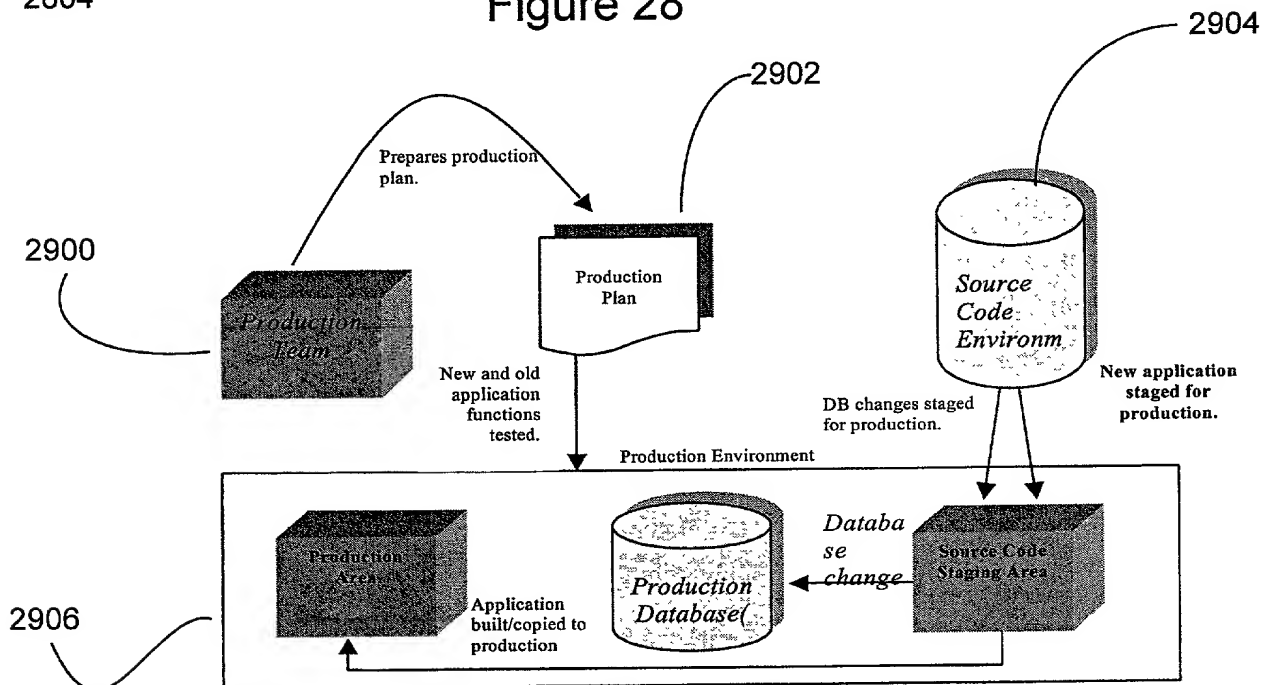 2804
Figure 28
2904
2902
Prepares production
plan.
2900
Production
Plan
Production
Team
Source
Code
Environm
New and old
application
functions
tested.
DB changes staged
for production.
New application
staged for
production.
Production Environment
Production
Area
Databa
se
change
Source Code
Staging Area
Production
Database(
Application
built/copied to
production
2906